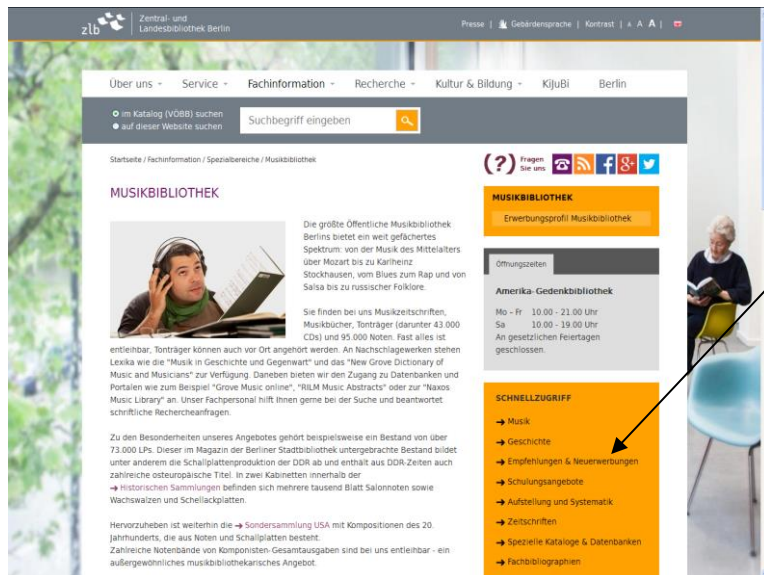 zlb
Zentral- und
Landesbibliothek Berlin
Presse | Gebärdensprache | Kontrast | A A A |
Über uns
Service
Fachinformation
Recherche
Kultur & Bildung
KiJuBi
Berlin
im Katalog (VÖBB) suchen
auf dieser Website suchen
Suchbegriff eingeben
Startseite / Fachinformation / Spezialbereiche / Musikbibliothek
MUSIKBIBLIOTHEK
Die größte Öffentliche Musikbibliothek
Berlins bietet ein weit gefächertes
Spektrum: von der Musik des Mittelalters
über Mozart bis zu Karlheinz
Stockhausen, vom Blues zum Rap und von
Salsa bis zu russischer Folklore.
Sie finden bei uns Musikzeitschriften,
Musikbücher, Tonträger (darunter 43.000
CDs) und 95.000 Noten. Fast alles ist
entleihbar, Tonträger können auch vor Ort angehört werden. An Nachschlagewerken stehen
Lexika wie die "Musik in Geschichte und Gegenwart" und das "New Grove Dictionary of
Music and Musicians" zur Verfügung. Daneben bieten wir den Zugang zu Datenbanken und
Portalen wie zum Beispiel "Grove Music online", "RILM Music Abstracts" oder zur "Naxos
Music Library" an. Unser Fachpersonal hilft Ihnen gerne bei der Suche und beantwortet
schriftliche Rechercheanfragen.
Zu den Besonderheiten unseres Angebotes gehört beispielsweise ein Bestand von über
73.000 LPs. Dieser im Magazin der Berliner Stadtbibliothek untergebrachte Bestand bildet
unter anderem die Schallplattenproduktion der DDR ab und enthält aus DDR-Zeiten auch
zahlreiche osteuropäische Titel. In zwei Kabinetten innerhalb der
→ Historischen Sammlungen befinden sich mehrere tausend Blatt Salonnoten sowie
Wachswalzen und Schellackplatten.
Hervorzuheben ist weiterhin die → Sondersammlung USA mit Kompositionen des 20.
Jahrhunderts, die aus Noten und Schallplatten besteht.
Zahlreiche Notenbände von Komponisten-Gesamtausgaben sind bei uns entleihbar - ein
außergewöhnliches musikbibliothekarisches Angebot.
(?) Fragen
Sie uns
f g+
MUSIKBIBLIOTHEK
Erwerbungsprofil Musikbibliothek
Öffnungszeiten
Amerika-Gedenkbibliothek
Mo - Fr 10.00 - 21.00 Uhr
Sa 10.00 - 19.00 Uhr
An gesetzlichen Feiertagen
geschlossen.
SCHNELLZUGRIFF
→ Musik
→ Geschichte
→ Empfehlungen & Neuerwerbungen
→ Schulungsangebote
→ Aufstellung und Systematik
→ Zeitschriften
→ Spezielle Kataloge & Datenbanken
→ Fachbibliographien